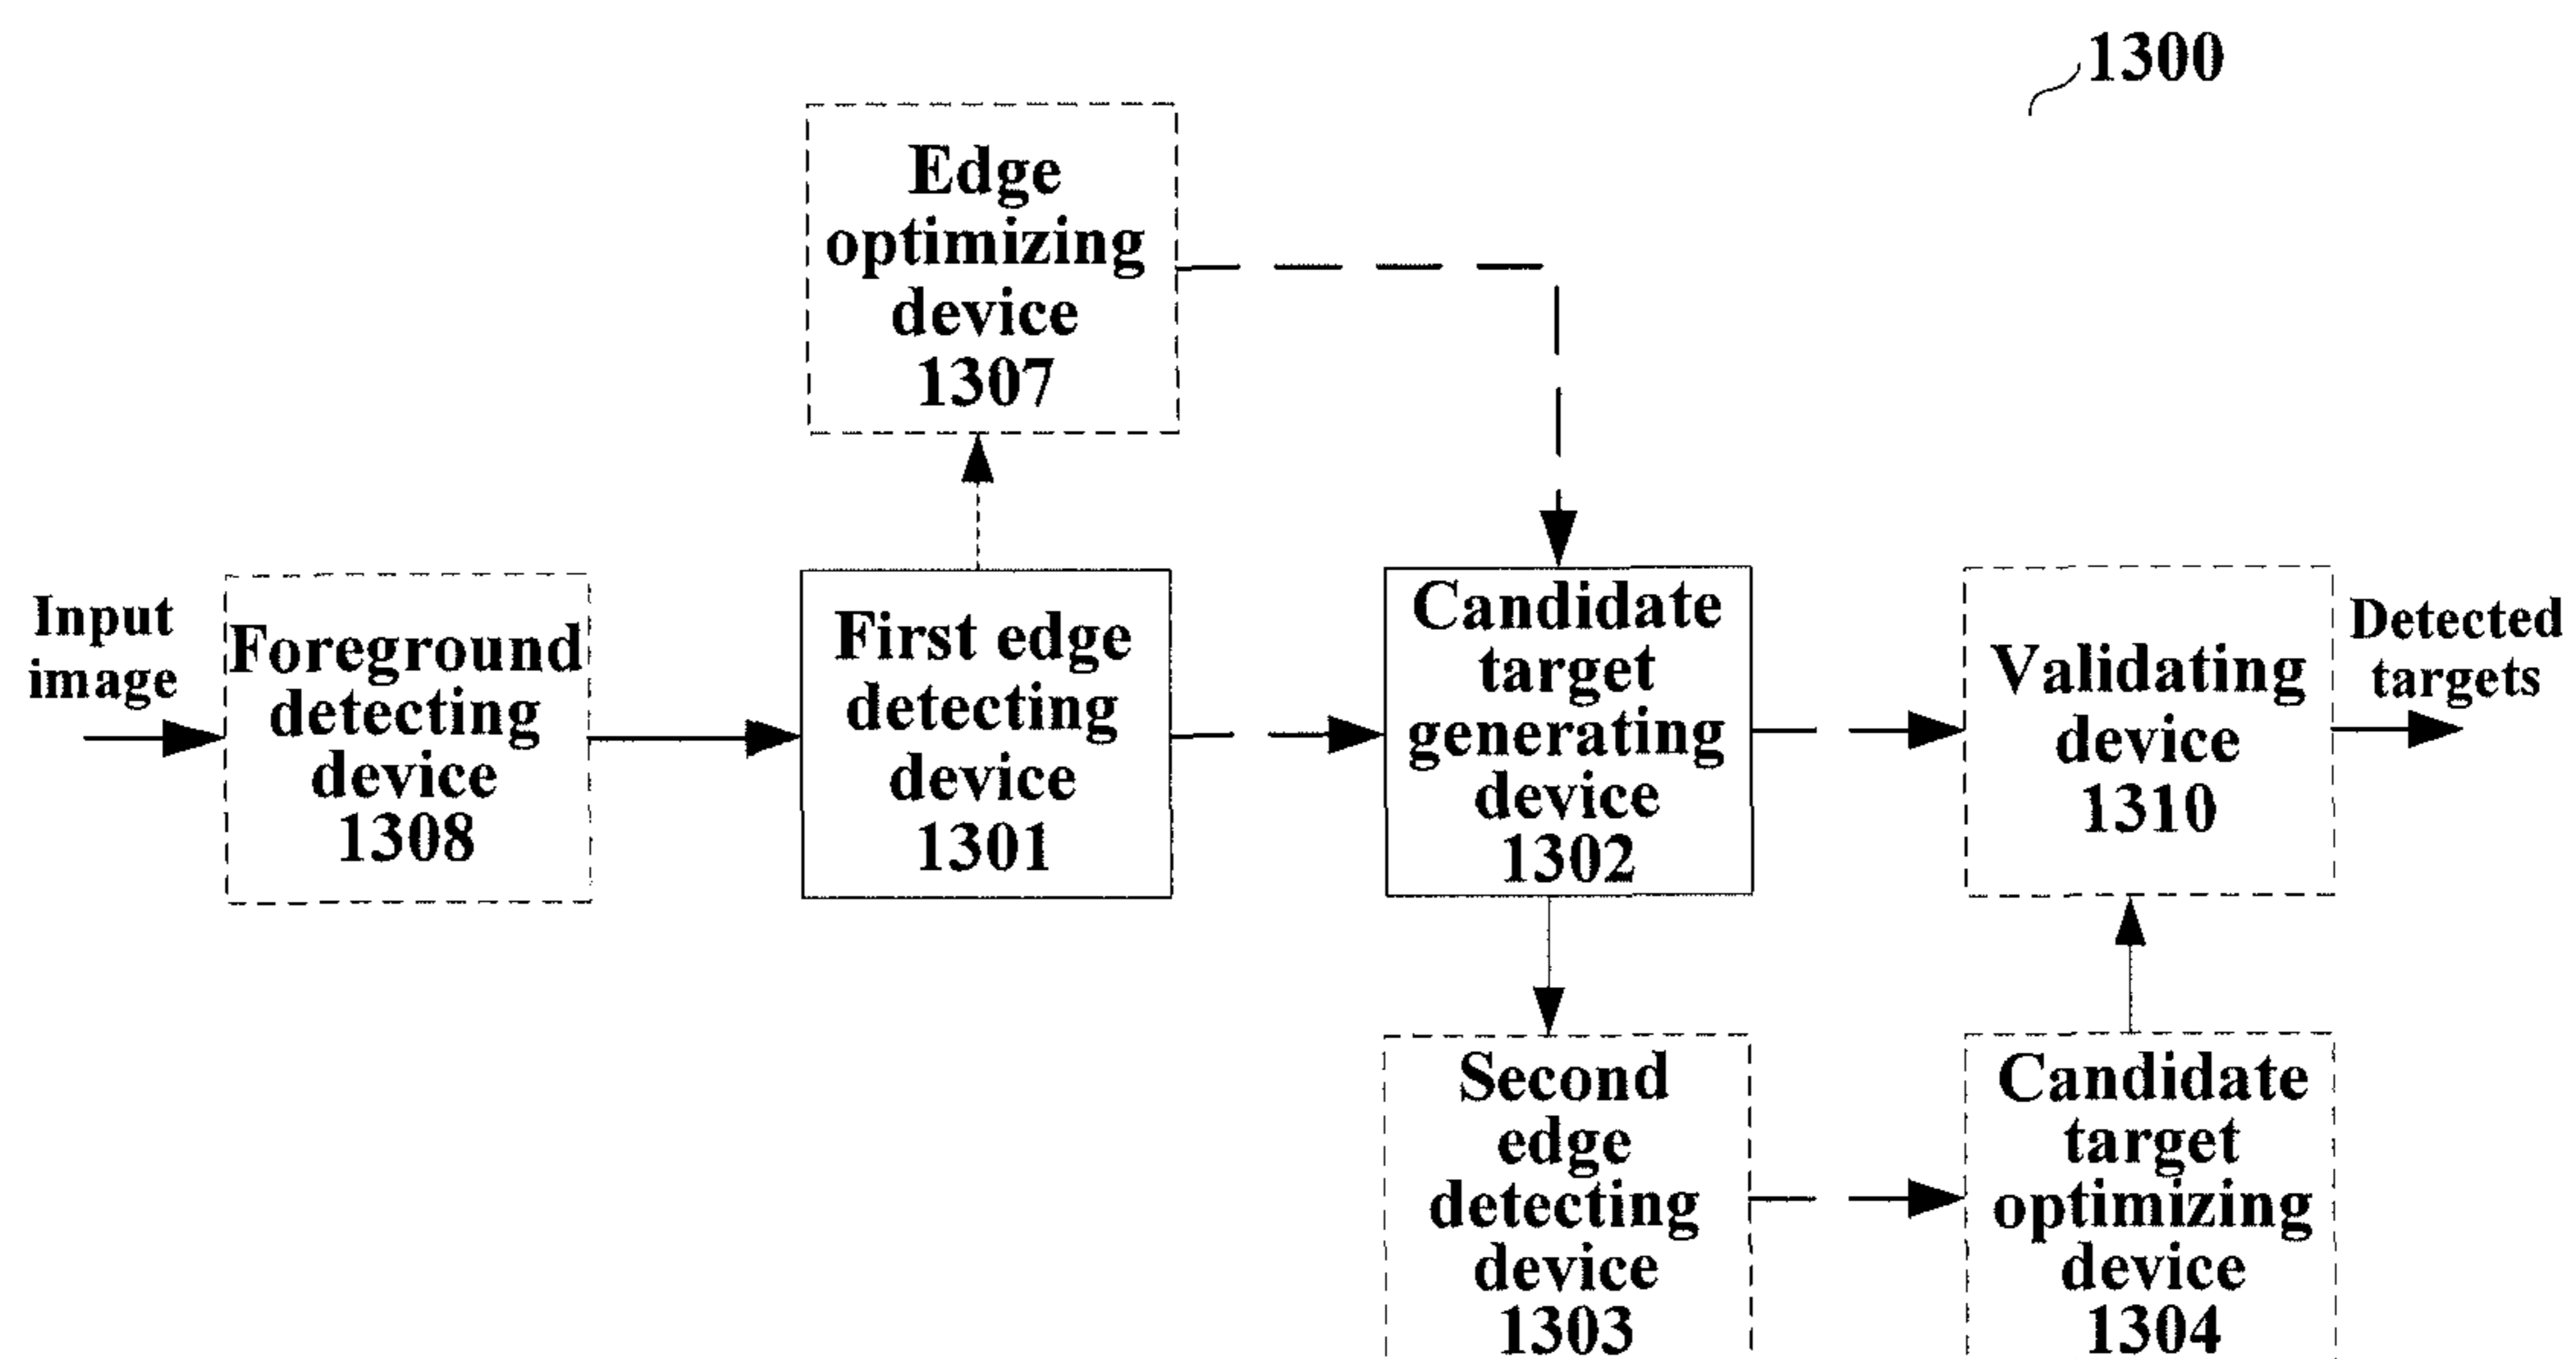 1300
Edge
optimizing
device
1307
Input
image
Foreground
detecting
device
1308
First edge
detecting
device
1301
Candidate
target
generating
device
1302
Validating
device
1310
Detected
targets
Second
edge
detecting
device
1303
Candidate
target
optimizing
device
1304